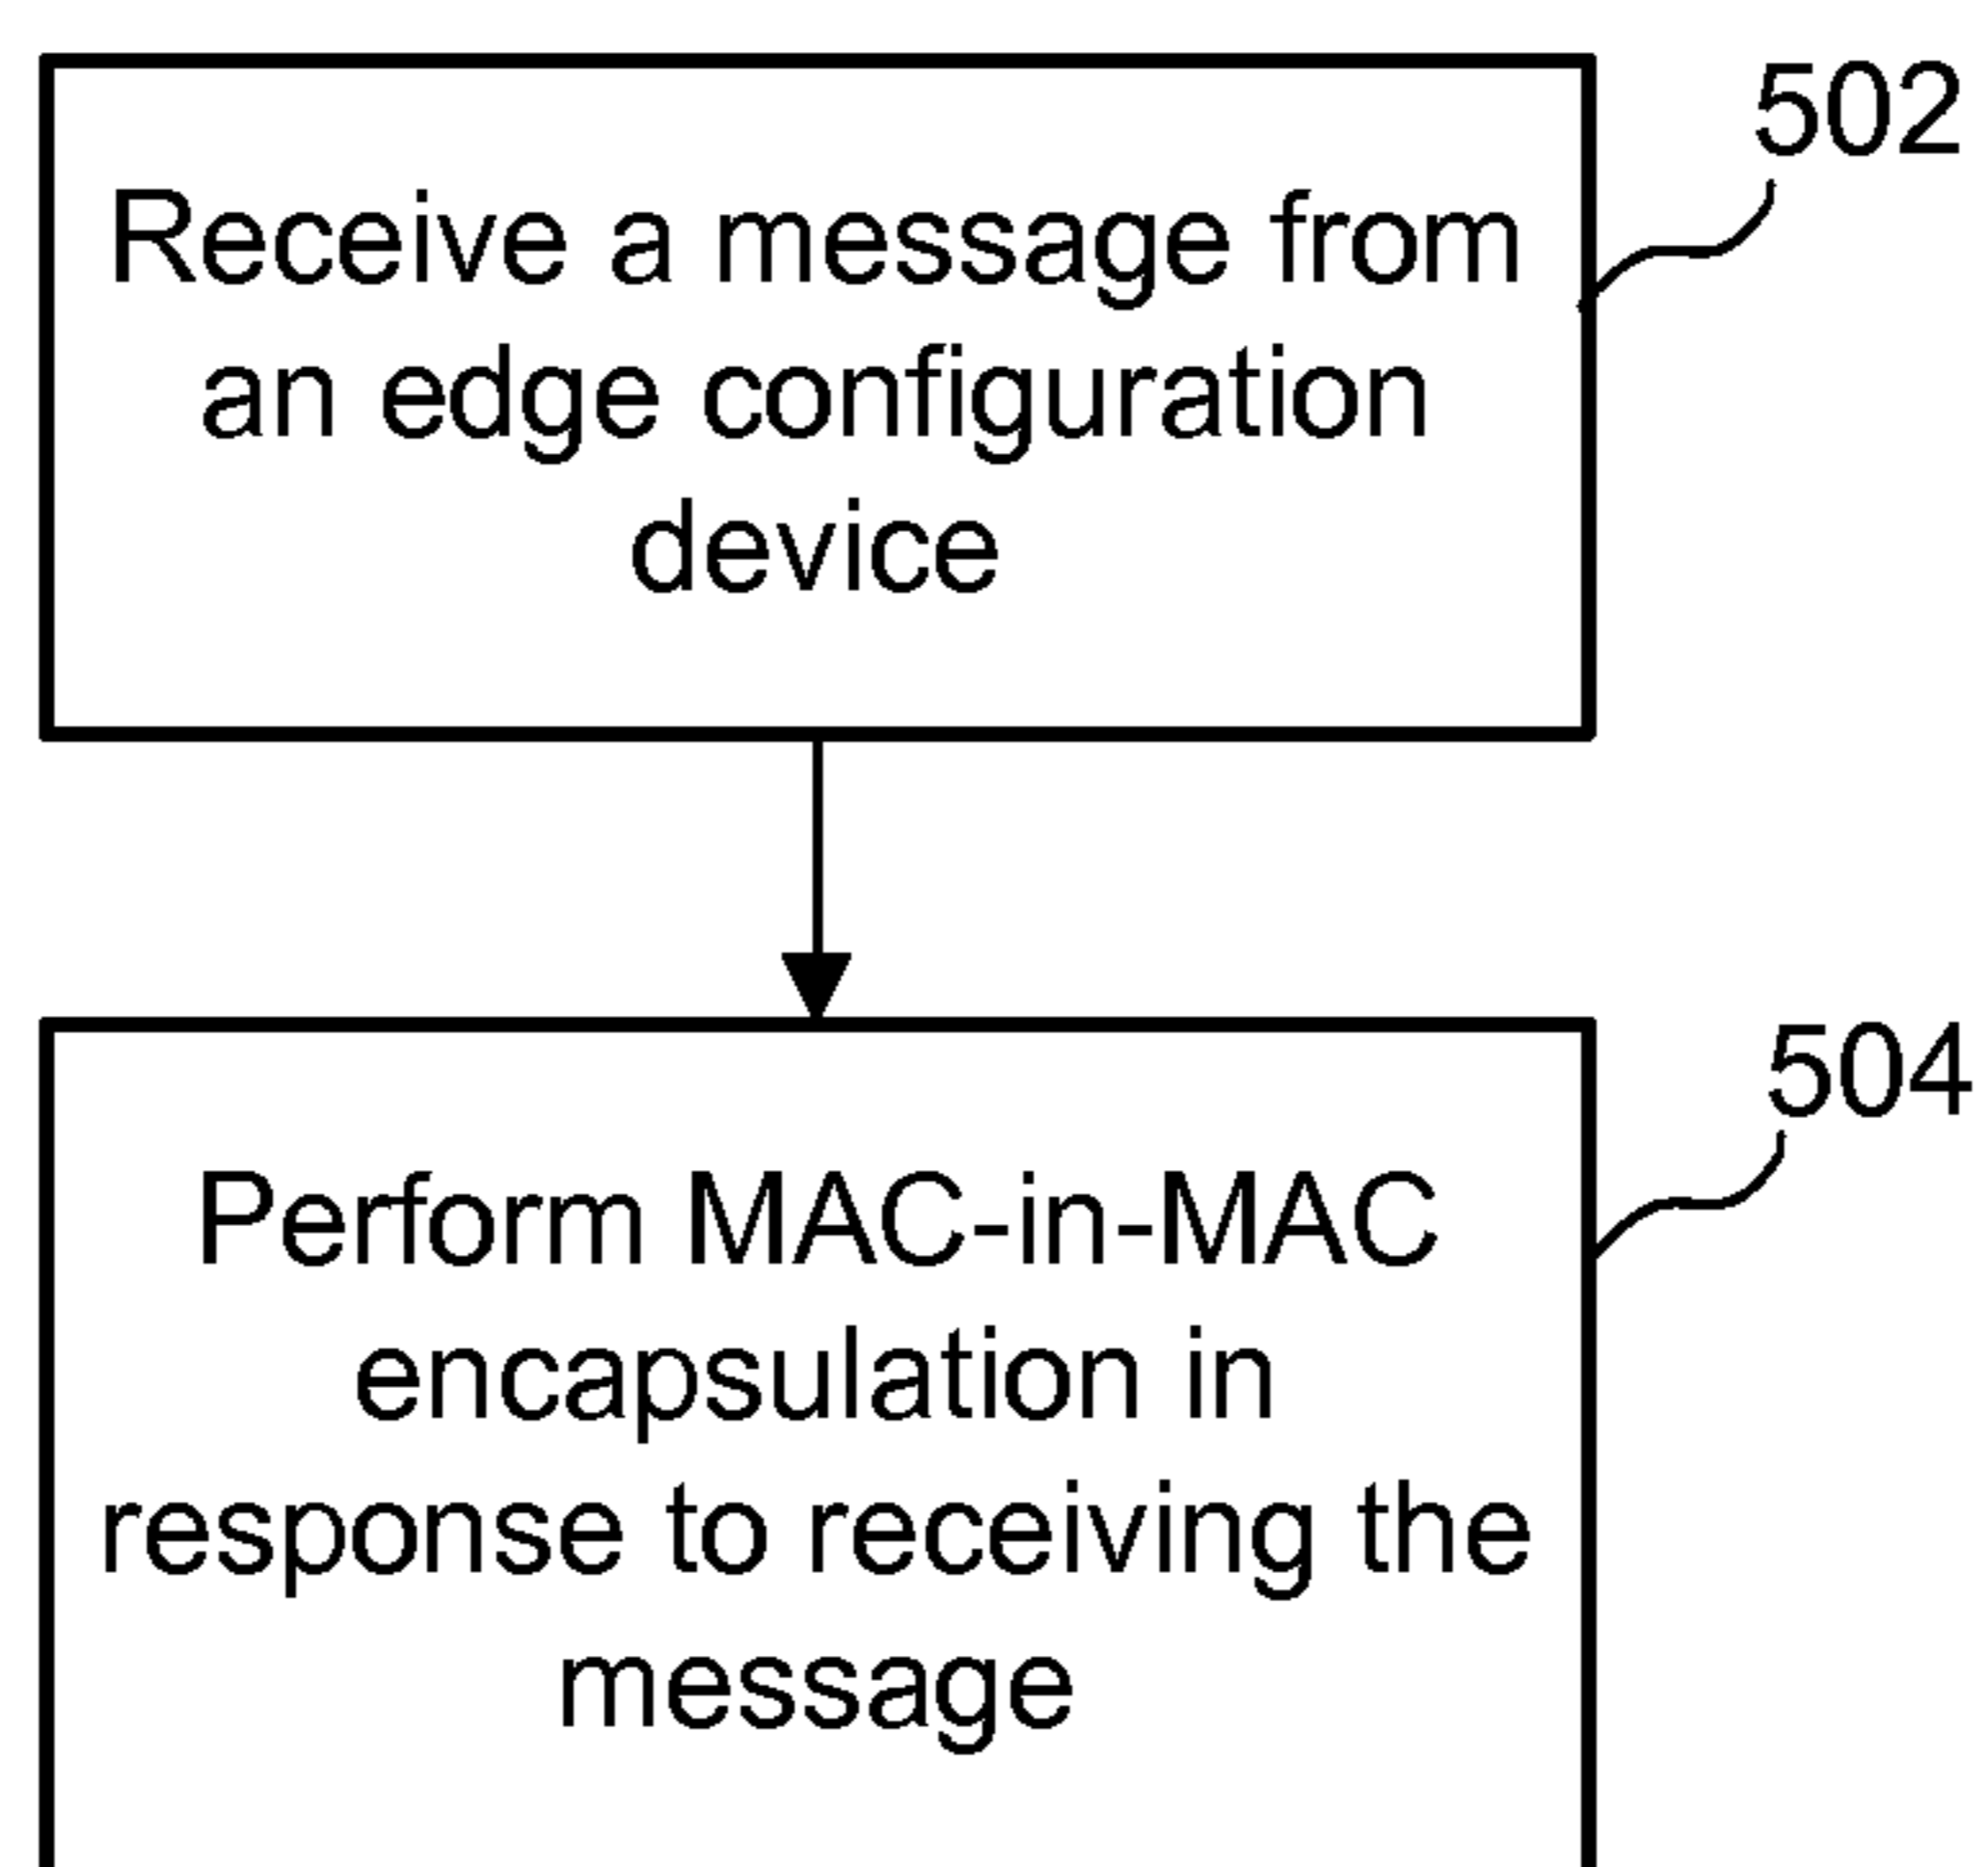 502
Receive a message from
an edge configuration
device
504
Perform MAC-in-MAC
encapsulation in
response to receiving the
message